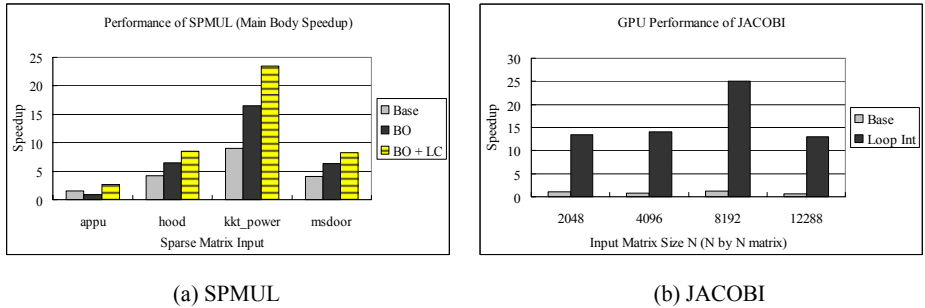 Performance of SPMUL (Main Body Speedup)
25
20
15
10
5
0
Speedup
appu hood kkt_power msdoor
Sparse Matrix Input
Base
BO
BO + LC
(a) SPMUL
GPU Performance of JACOBI
30
25
20
15
10
5
0
Speedup
2048 4096 8192 12288
Input Matrix Size N (N by N matrix)
Base
Loop Int
(b) JACOBI